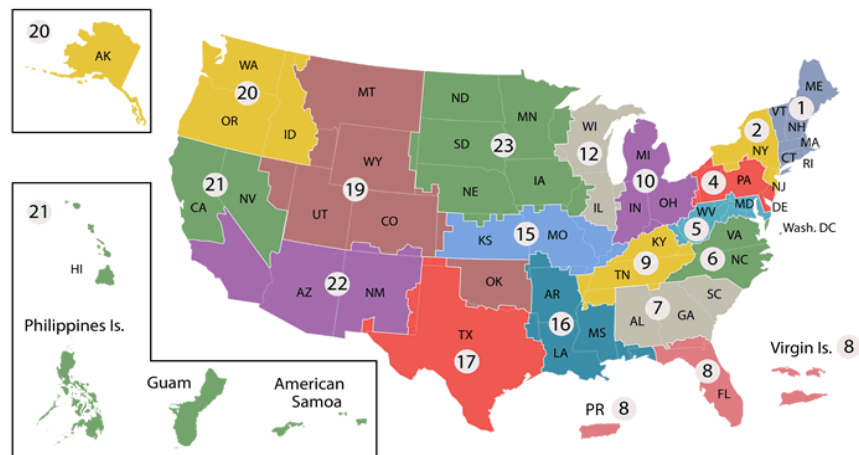 20
AK
WA
20
OR
ID
MT
WY
19
UT
CO
ND
MN
SD
23
NE
IA
WI
12
IL
MI
10
IN
OH
ME
VT
1
NH
MA
CT
RI
2
NY
4
PA
NJ
DE
MD
WV
5
Wash. DC
VA
6
NC
KY
9
TN
KS
15
MO
21
CA
NV
22
AZ
NM
OK
TX
17
AR
16
MS
LA
SC
7
AL
GA
8
FL
Virgin Is. 8
PR 8
21
HI
Philippines Is.
Guam
American
Samoa